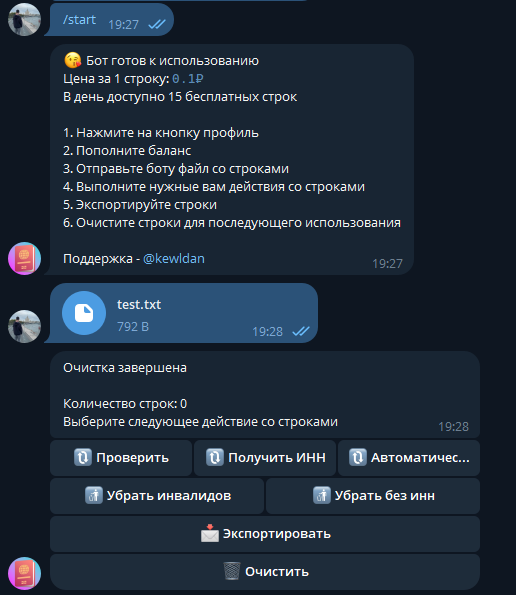 /start
19:27
Бот готов к использованию
Цена за 1 строку: 0.1₽
В день доступно 15 бесплатных строк
1. Нажмите на кнопку профиль
2. Пополните баланс
3. Отправьте боту файл со строками
4. Выполните нужные вам действия со строками
5. Экспортируйте строки
6. Очистите строки для последующего использования
Поддержка - @kewldan
19:27
test.txt
792 B
19:28
Очистка завершена
Количество строк: 0
Выберите следующее действие со строками
19:28
Проверить
Получить ИНН
Автоматичес...
Убрать инвалидов
Убрать без инн
Экспортировать
Очистить